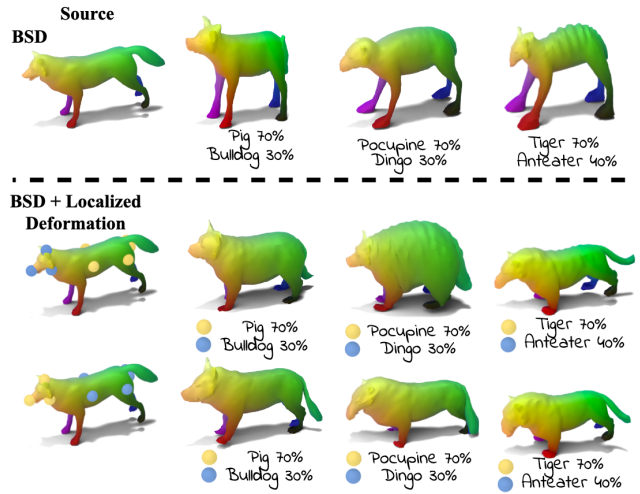 Source
BSD
Pig 70%
Bulldog 30%
Pocupine 70%
Dingo 30%
Tiger 70%
Anteater 40%
BSD + Localized
Deformation
Pig 70%
Bulldog 30%
Pocupine 70%
Dingo 30%
Tiger 70%
Anteater 40%
Pig 70%
Bulldog 30%
Pocupine 70%
Dingo 30%
Tiger 70%
Anteater 40%